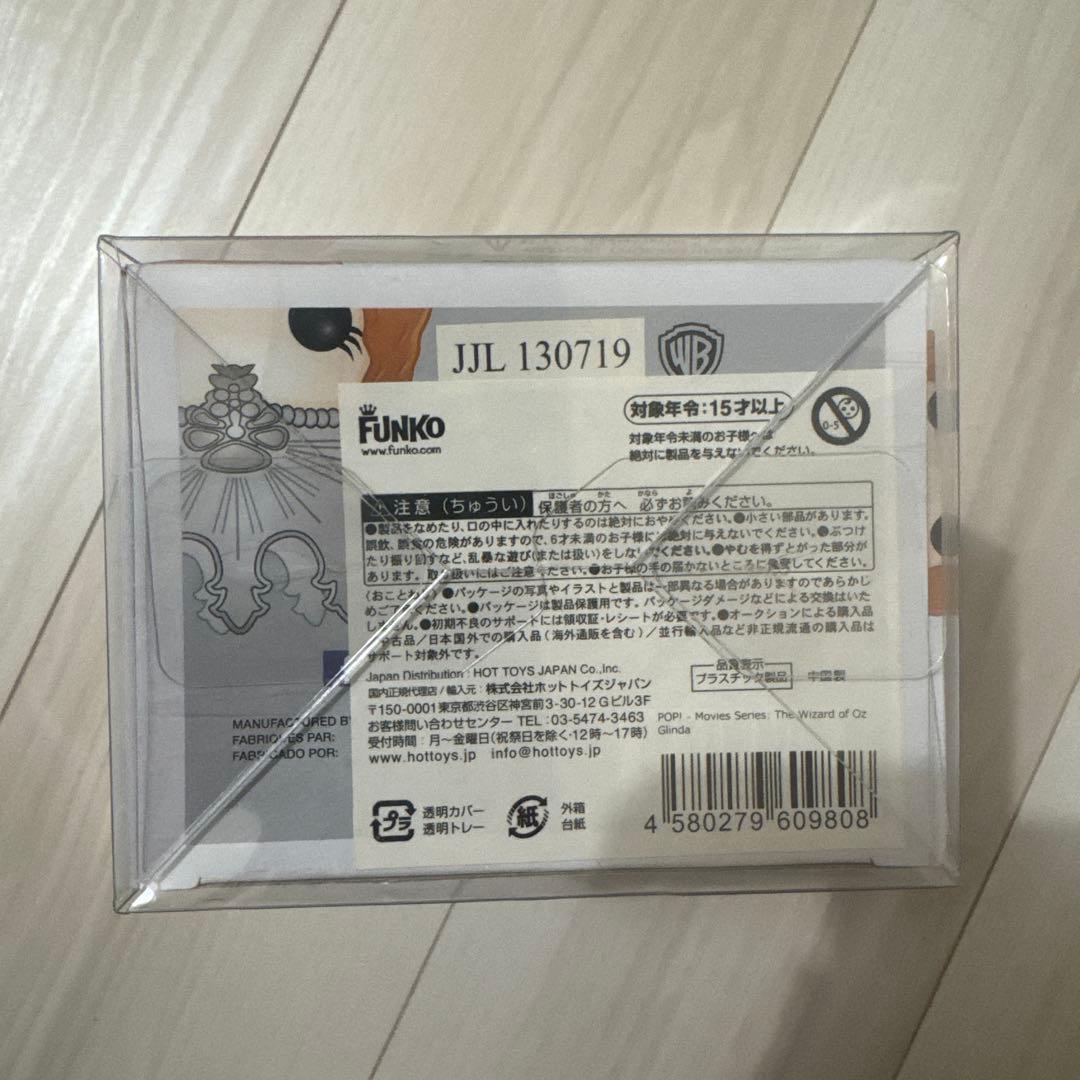 JJL 130719
WB
FUNKO
www.funko.com
対象年令:15才以上
0-5
対象年令未満のお子様へは
絶対に製品を与えないでください。
注意（ちゅうい） 保護者の方へ 必ずお読みください。
●製品をなめたり、口の中に入れたりするのは絶対におやめください。●小さい部品があります。
誤飲、誤食の危険がありますので、6才未満のお子様には絶対に与えないでください。●ぶつけ
たり振り回すなど、乱暴な遊び(または扱い)をしないでください。●やむを得ずとがった部分が
あります。取り扱いにはご注意ください。●お子様の手の届かないところに保管してください。
〈おことわり〉●パッケージの写真やイラストと製品は一部異なる場合がありますのであらかじ
めご了承ください。●パッケージは製品保護用です。パッケージダメージなどによる交換はいた
しません。●初期不良のサポートには領収証・レシートが必要です。●オークションによる購入品
／中古品／日本国外での購入品(海外通販を含む)／並行輸入品など非正規流通の購入品は
サポート対象外です。
Japan Distribution : HOT TOYS JAPAN Co.,Inc.
国内正規代理店／輸入元：株式会社ホットトイズジャパン
〒150-0001東京都渋谷区神宮前3-30-12 Gビル3F
お客様問い合わせセンター TEL:03-5474-3463
受付時間：月〜金曜日(祝祭日を除く・12時〜17時)
www.hottoys.jp info@hottoys.jp
品質表示
プラスチック製品 中国製
POP! - Movies Series: The Wizard of Oz
Glinda
プラ
透明カバー
透明トレー
紙
外箱
台紙
4 580279 609808
MANUFACTURED BY
FABRIQUÉS PAR:
FABRICADO POR: